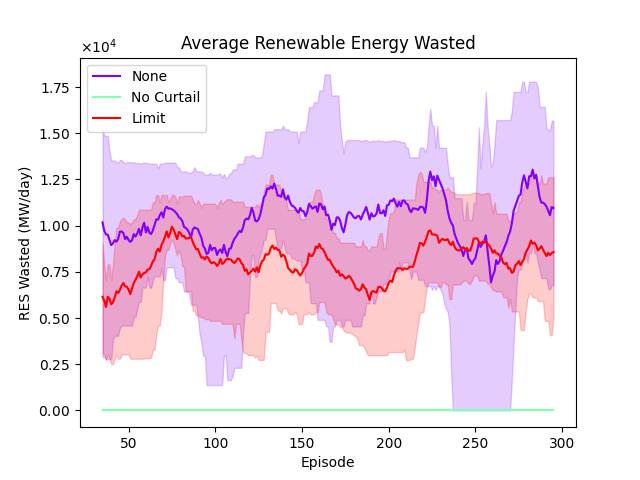 Average Renewable Energy Wasted
×10⁴
None
No Curtail
Limit
1.75
1.50
1.25
1.00
0.75
0.50
0.25
0.00
RES Wasted (MW/day)
50 100 150 200 250 300
Episode